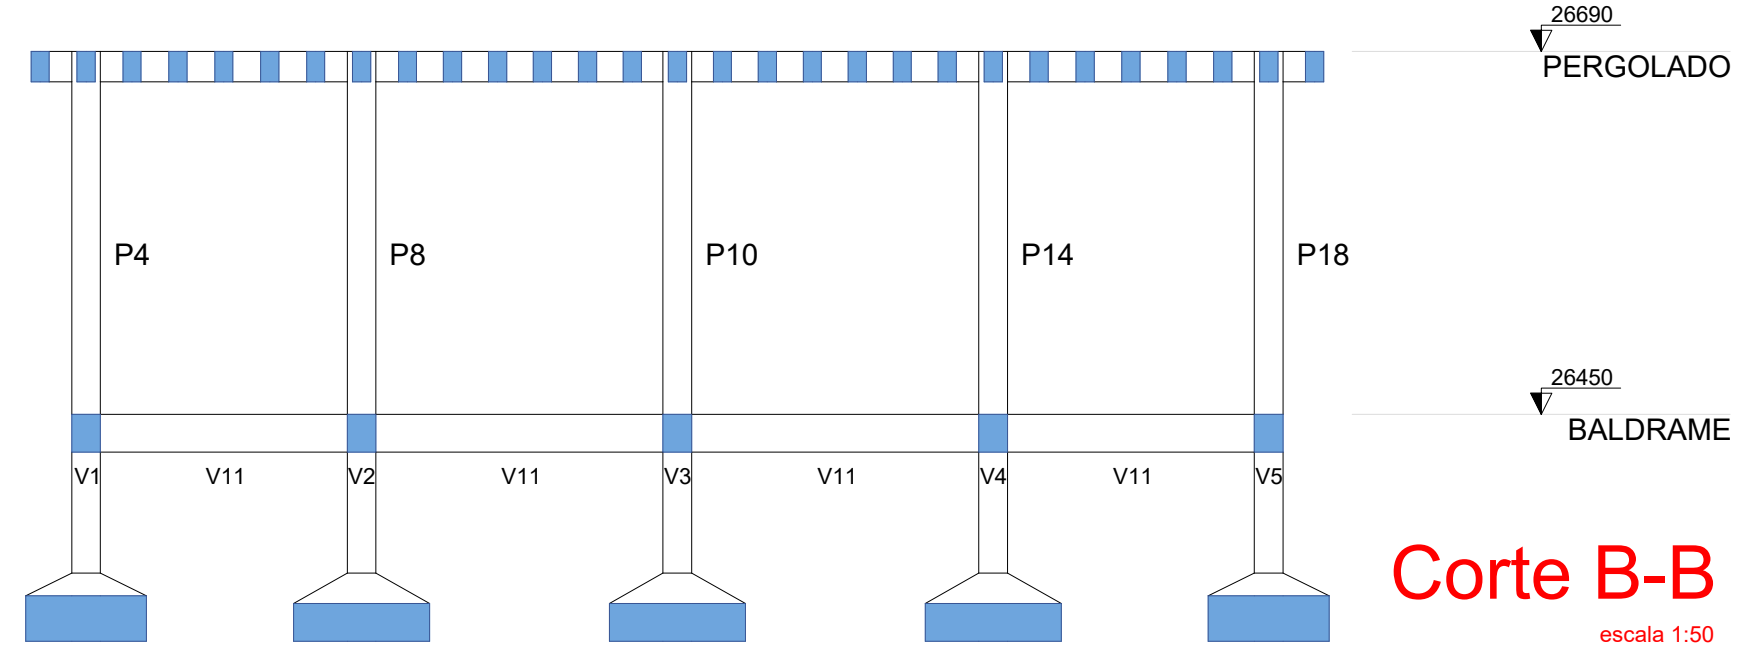 26690
PERGOLADO
P4 P8 P10 P14 P18
26450
BALDRAME
V1 V11 V2 V11 V3 V11 V4 V11 V5
Corte B-B
escala 1:50